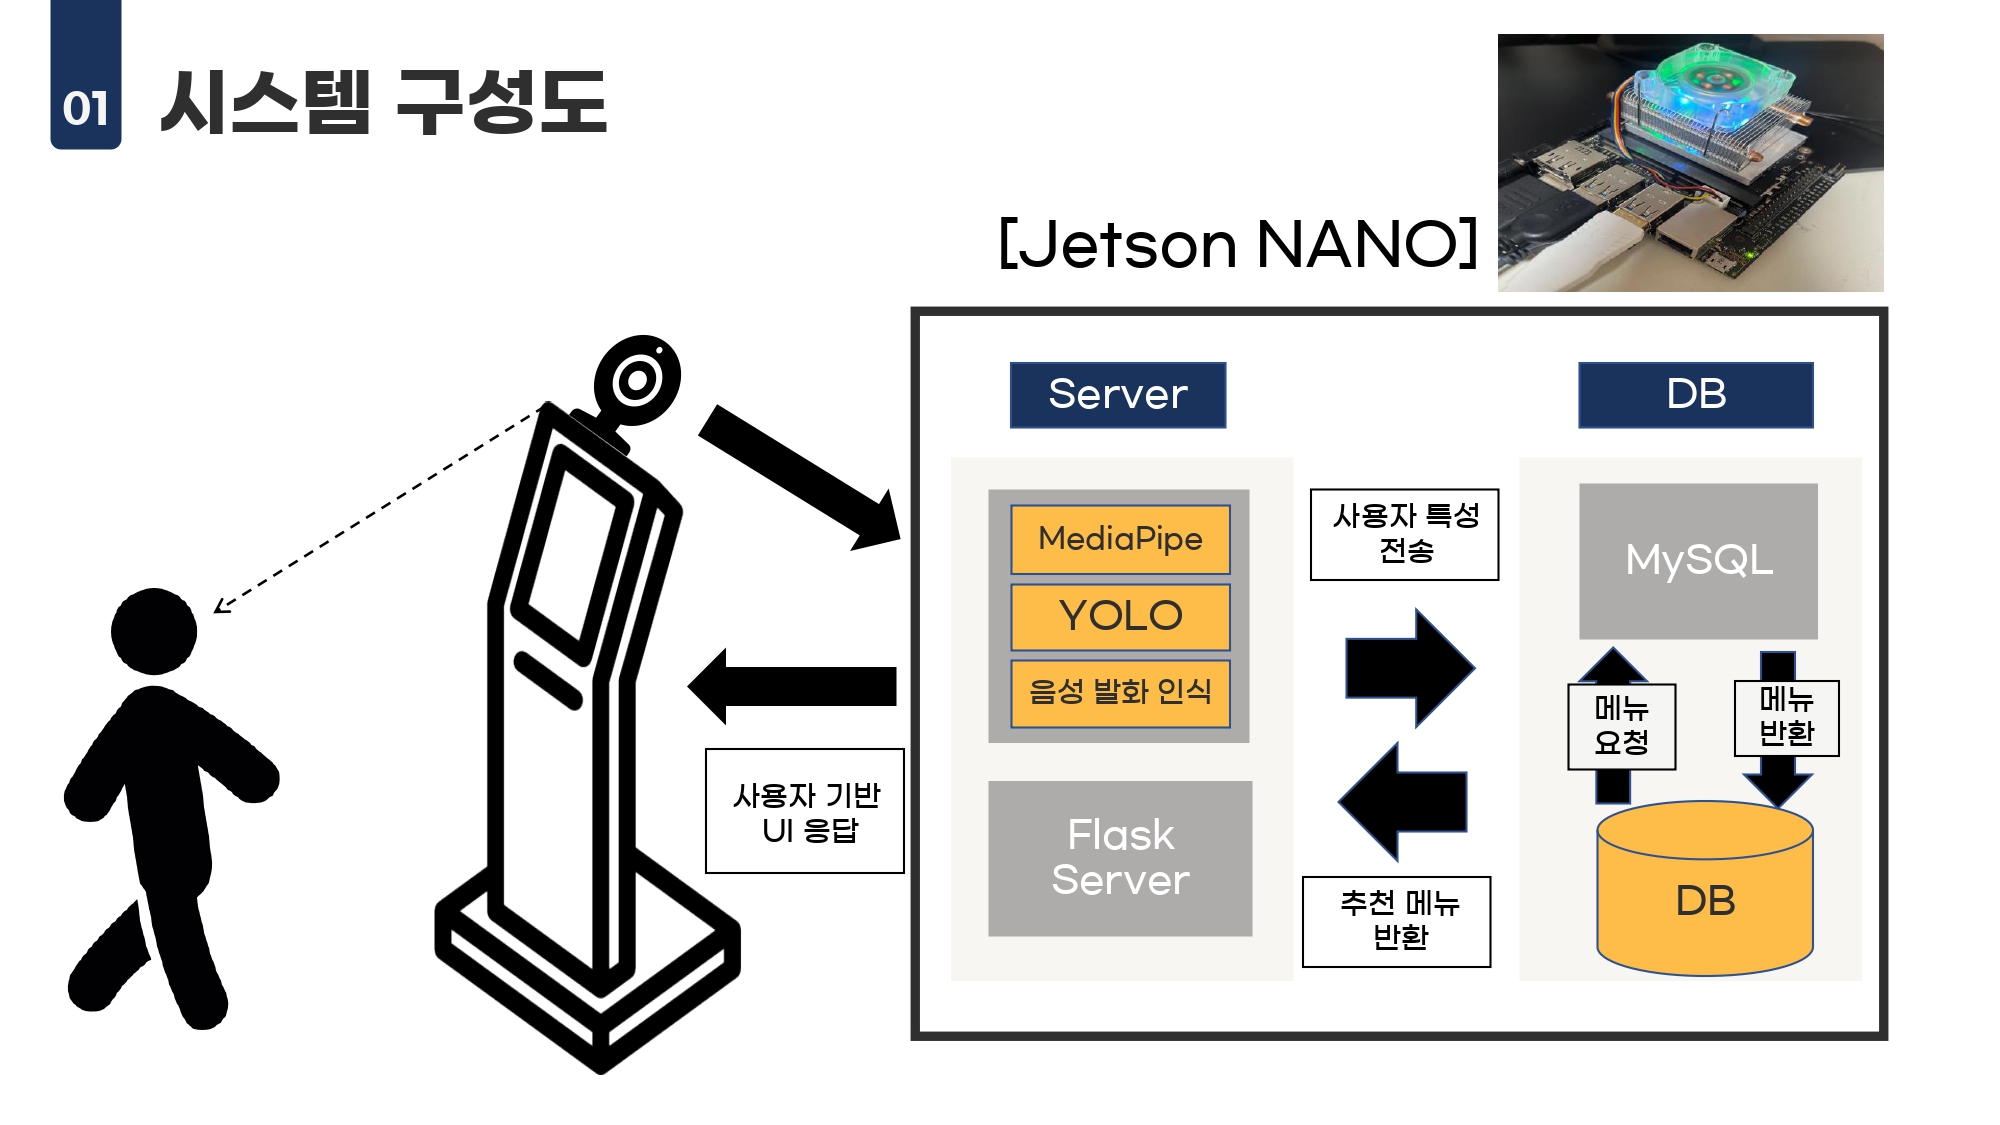 01
시스템 구성도
[Jetson NANO]
Server
DB
MediaPipe
YOLO
음성 발화 인식
Flask
Server
사용자 특성
전송
추천 메뉴
반환
MySQL
메뉴
요청
메뉴
반환
DB
사용자 기반
UI 응답